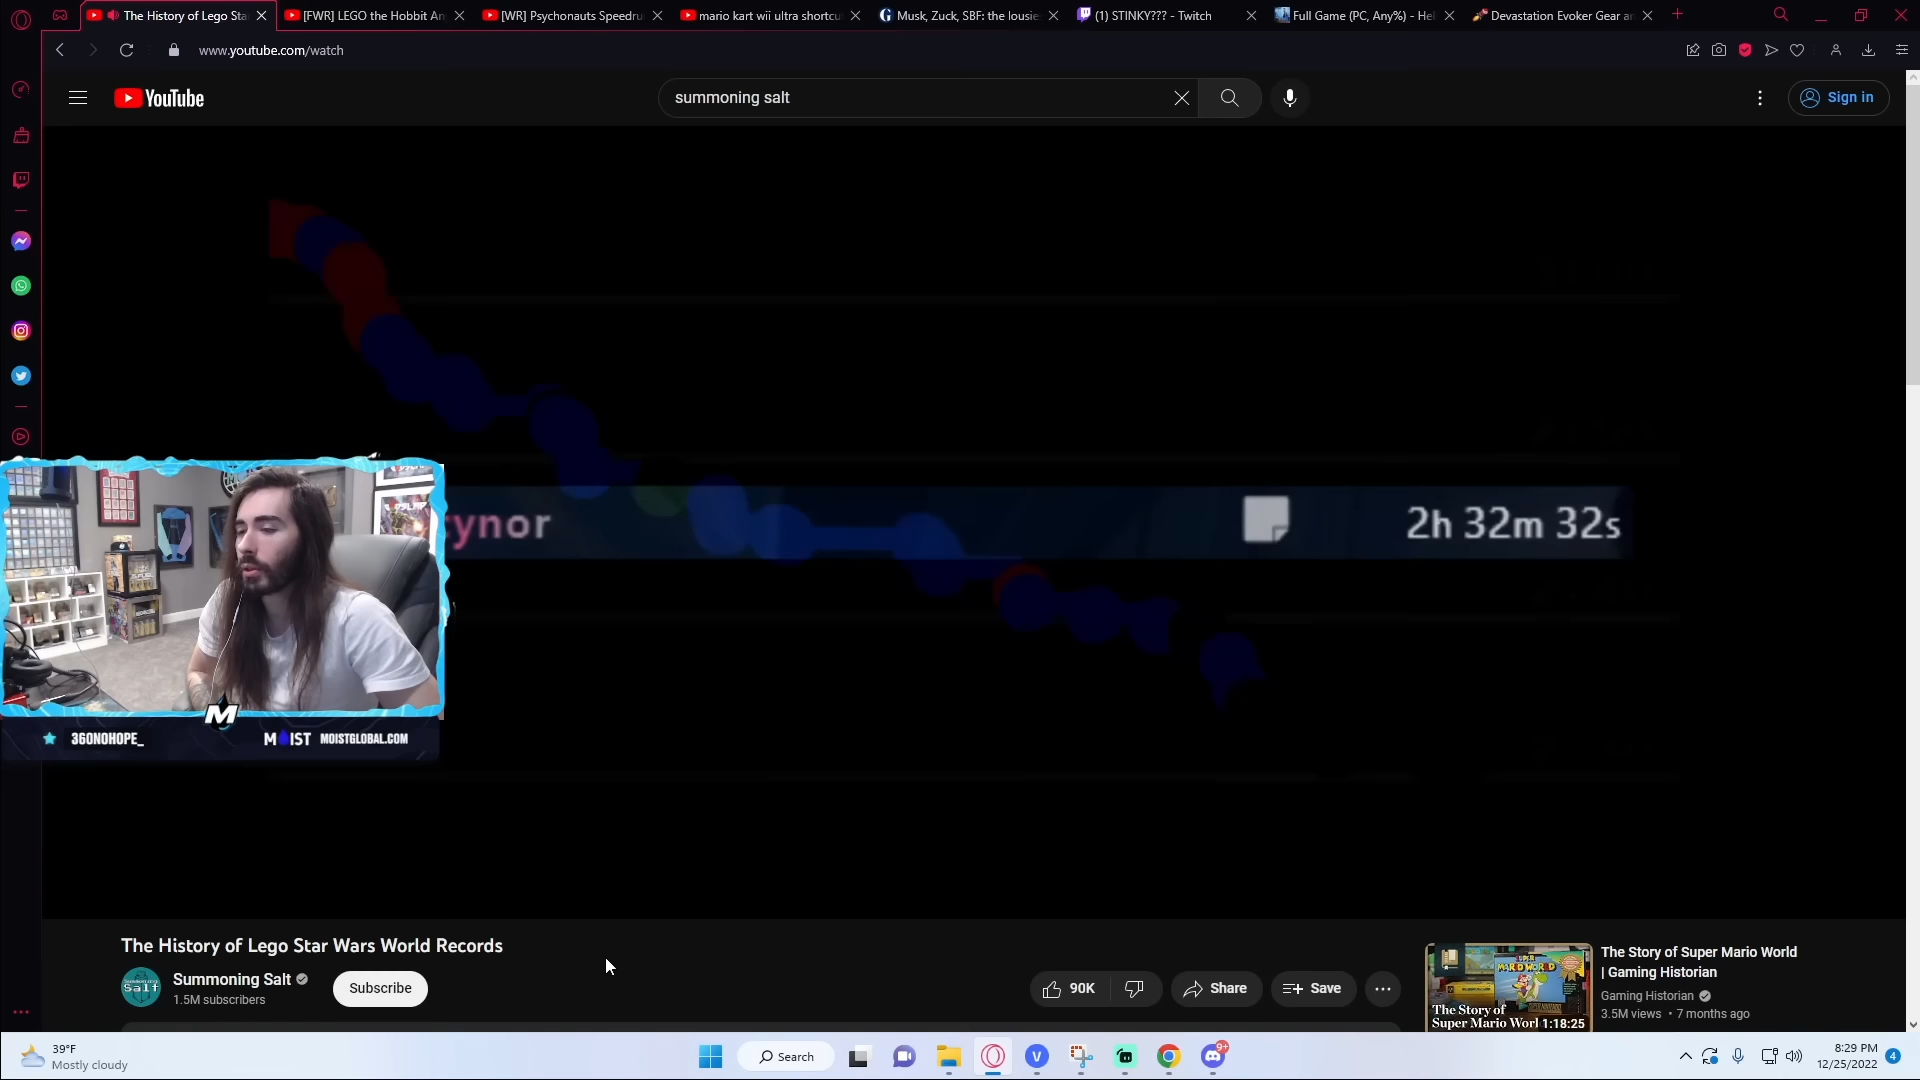 The History of Lego Sta
[FWR] LEGO the Hobbit An
[WR] Psychonauts Speedru
mario kart wii ultra shortcu
Musk, Zuck, SBF: the lousie
(1) STINKY??? - Twitch
Full Game (PC, Any%) - Hel
Devastation Evoker Gear an
www.youtube.com/watch
YouTube
summoning salt
Sign in
ynor
2h 32m 32s
M
360NOHOPE_
MOIST
MOISTGLOBAL.COM
The History of Lego Star Wars World Records
Summoning Salt
1.5M subscribers
Subscribe
90K
Share
Save
The Story of
Super Mario Worl
1:18:25
The Story of Super Mario World
| Gaming Historian
Gaming Historian
3.5M views • 7 months ago
39°F
Mostly cloudy
Search
9+
8:29 PM
12/25/2022
4